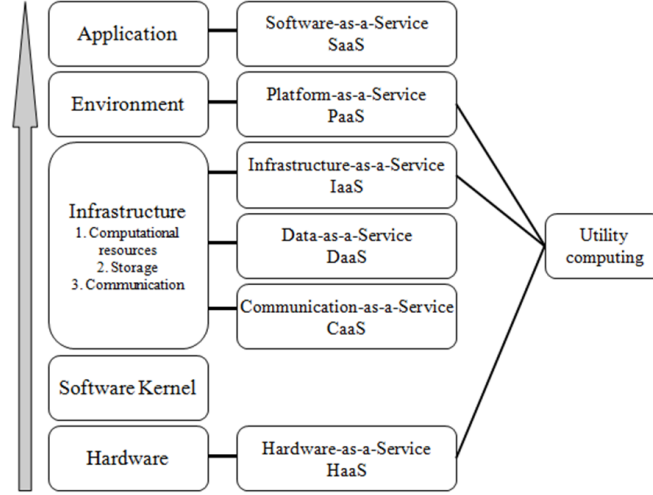 Application
Software-as-a-Service
SaaS
Environment
Platform-as-a-Service
PaaS
Infrastructure
1. Computational
resources
2. Storage
3. Communication
Infrastructure-as-a-Service
IaaS
Data-as-a-Service
DaaS
Communication-as-a-Service
CaaS
Utility
computing
Software Kernel
Hardware
Hardware-as-a-Service
HaaS